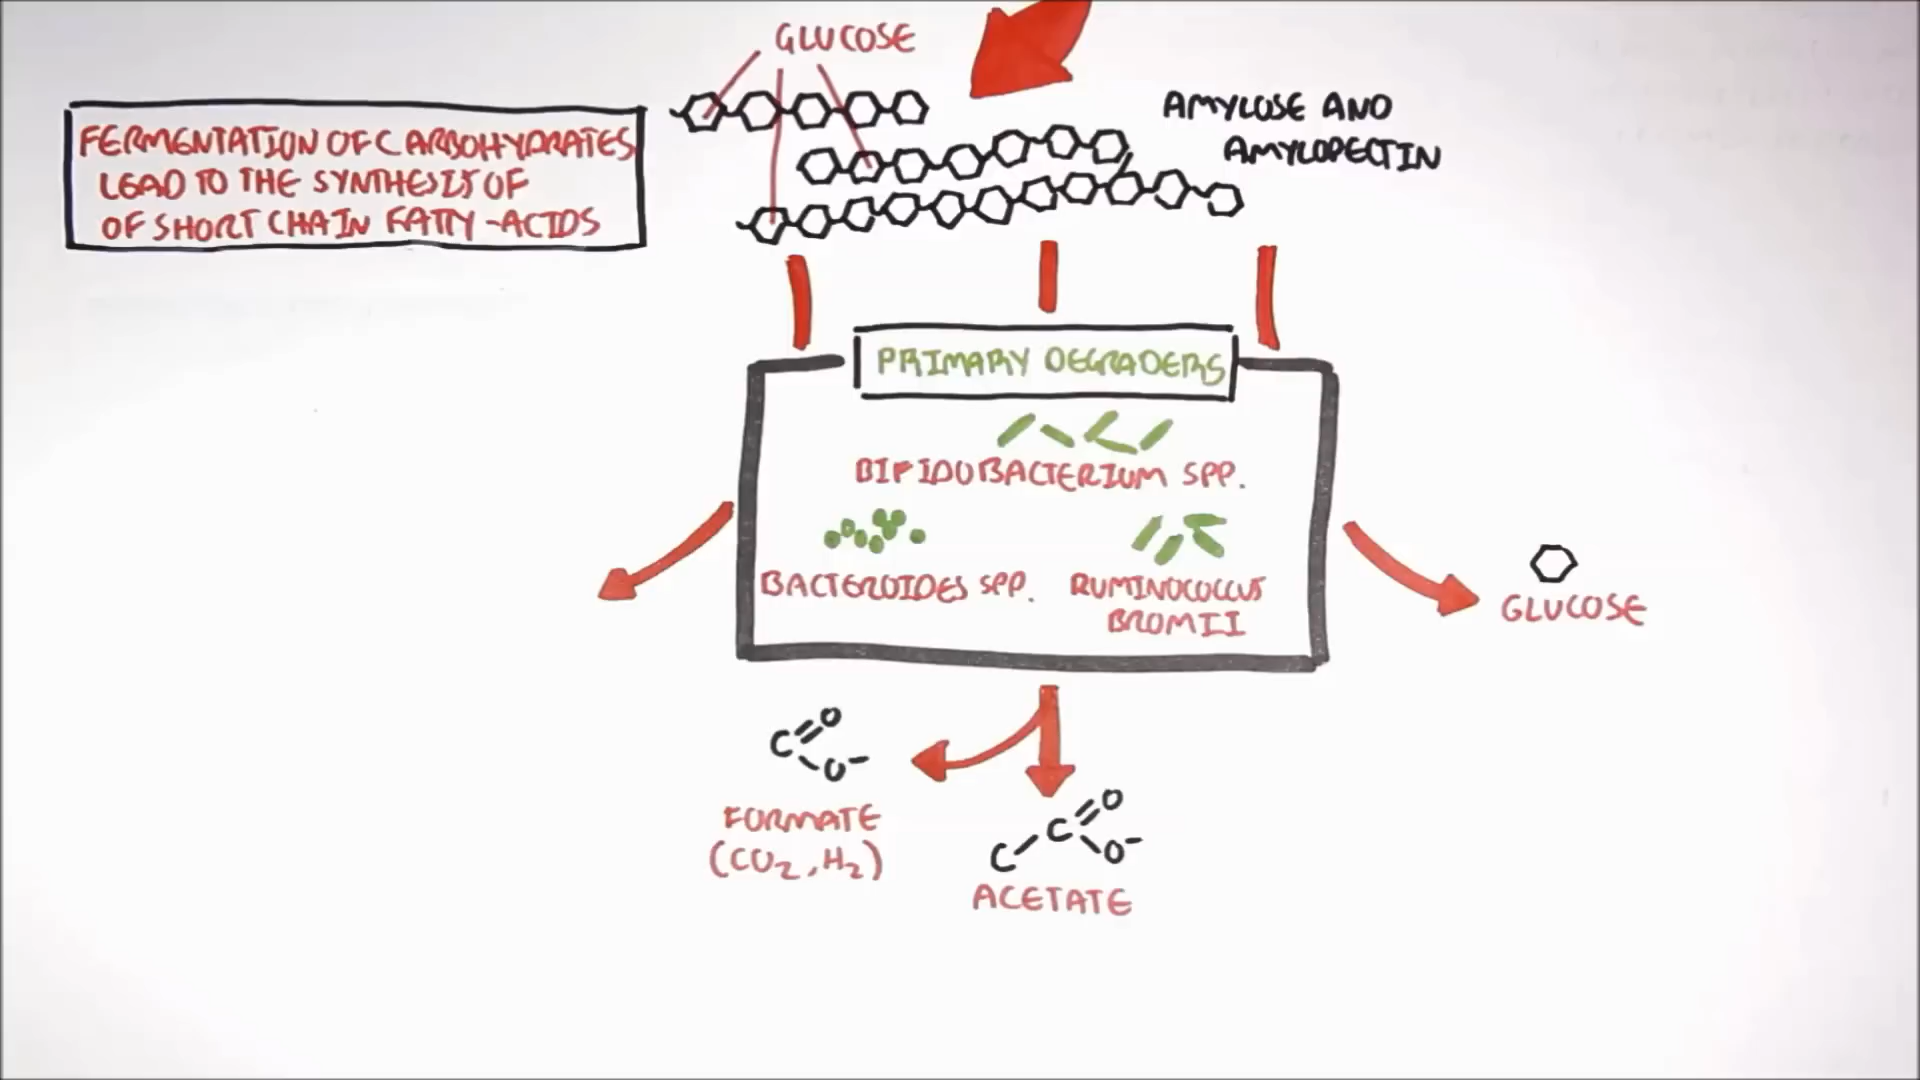 GLUCOSE
AMYLOSE AND
AMYLOPECTIN
FERMENTATION OF CARBOHYDRATES
LEAD TO THE SYNTHESIS OF
OF SHORT CHAIN FATTY-ACIDS
PRIMARY DEGRADERS
BIFIDOBACTERIUM SPP.
BACTEROIDES SPP.
RUMINOCOCCUS
BROMII
GLUCOSE
C O
O-
FORMATE
(CO2, H2)
O
C C
O-
ACETATE